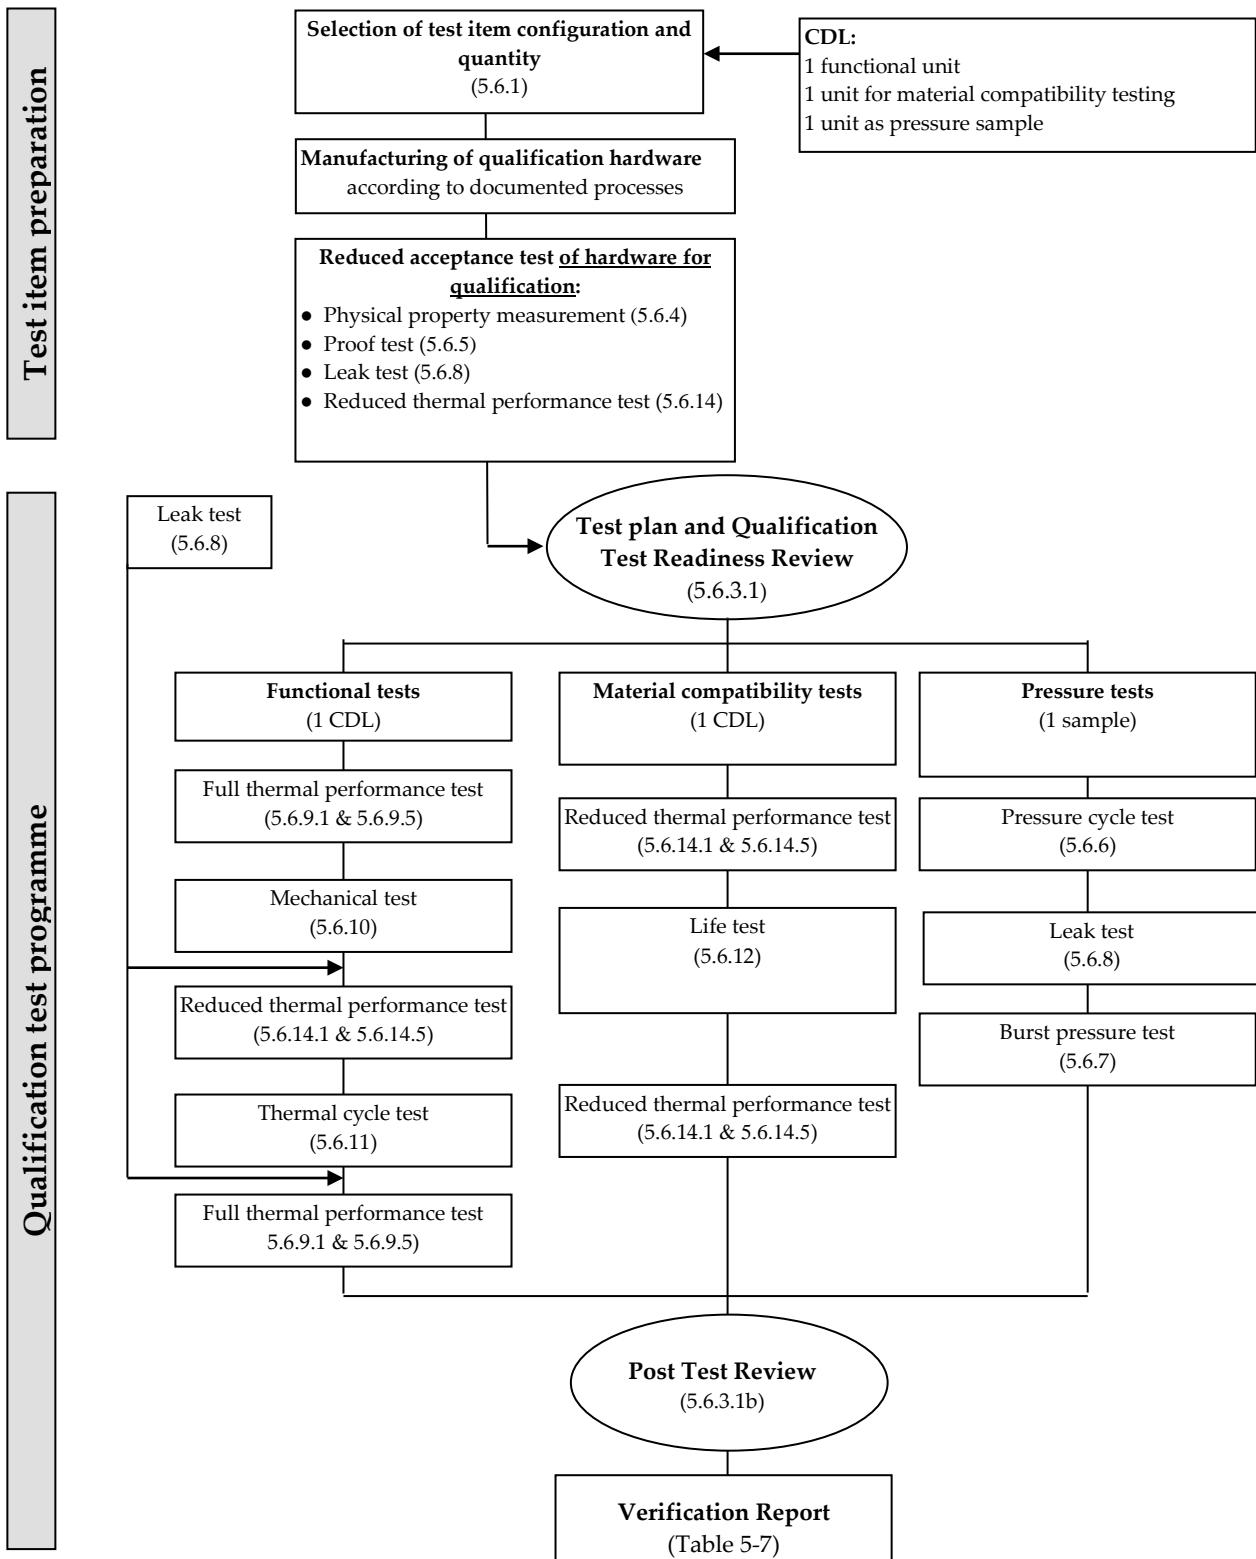 Test item preparation
Selection of test item configuration and
quantity
(5.6.1)
CDL:
1 functional unit
1 unit for material compatibility testing
1 unit as pressure sample
Manufacturing of qualification hardware
according to documented processes
Reduced acceptance test of hardware for
qualification:
● Physical property measurement (5.6.4)
● Proof test (5.6.5)
● Leak test (5.6.8)
● Reduced thermal performance test (5.6.14)
Qualification test programme
Leak test
(5.6.8)
Test plan and Qualification
Test Readiness Review
(5.6.3.1)
Functional tests
(1 CDL)
Full thermal performance test
(5.6.9.1 & 5.6.9.5)
Mechanical test
(5.6.10)
Reduced thermal performance test
(5.6.14.1 & 5.6.14.5)
Thermal cycle test
(5.6.11)
Full thermal performance test
5.6.9.1 & 5.6.9.5)
Material compatibility tests
(1 CDL)
Reduced thermal performance test
(5.6.14.1 & 5.6.14.5)
Life test
(5.6.12)
Reduced thermal performance test
(5.6.14.1 & 5.6.14.5)
Pressure tests
(1 sample)
Pressure cycle test
(5.6.6)
Leak test
(5.6.8)
Burst pressure test
(5.6.7)
Post Test Review
(5.6.3.1b)
Verification Report
(Table 5-7)